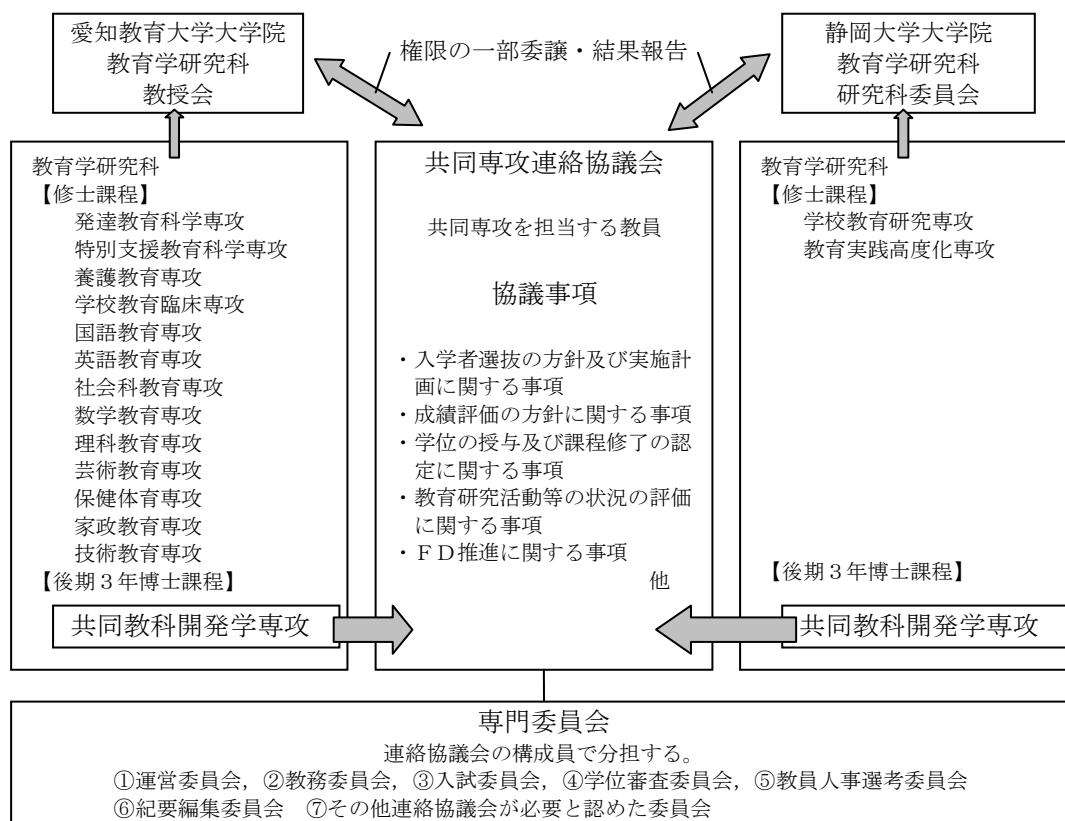 愛知教育大学大学院
教育学研究科
教授会
権限の一部委譲・結果報告
静岡大学大学院
教育学研究科
研究科委員会
教育学研究科
【修士課程】
発達教育科学専攻
特別支援教育科学専攻
養護教育専攻
学校教育臨床専攻
国語教育専攻
英語教育専攻
社会科教育専攻
数学教育専攻
理科教育専攻
芸術教育専攻
保健体育専攻
家政教育専攻
技術教育専攻
【後期３年博士課程】
共同教科開発学専攻
共同専攻連絡協議会
共同専攻を担当する教員
協議事項
・入学者選抜の方針及び実施計
画に関する事項
・成績評価の方針に関する事項
・学位の授与及び課程修了の認
定に関する事項
・教育研究活動等の状況の評価
に関する事項
・ＦＤ推進に関する事項
他
教育学研究科
【修士課程】
学校教育研究専攻
教育実践高度化専攻
【後期３年博士課程】
共同教科開発学専攻
専門委員会
連絡協議会の構成員で分担する。
①運営委員会，②教務委員会，③入試委員会，④学位審査委員会，⑤教員人事選考委員会
⑥紀要編集委員会　⑦その他連絡協議会が必要と認めた委員会